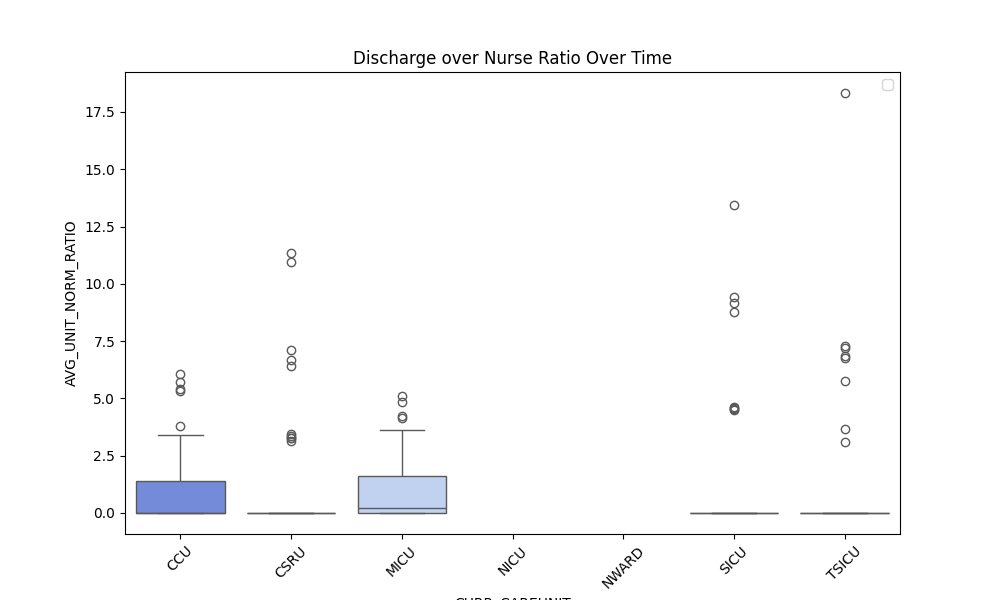 Discharge over Nurse Ratio Over Time
AVG_UNIT_NORM_RATIO
17.5
15.0
12.5
10.0
7.5
5.0
2.5
0.0
CCU
CSRU
MICU
NICU
NWARD
SICU
TSICU